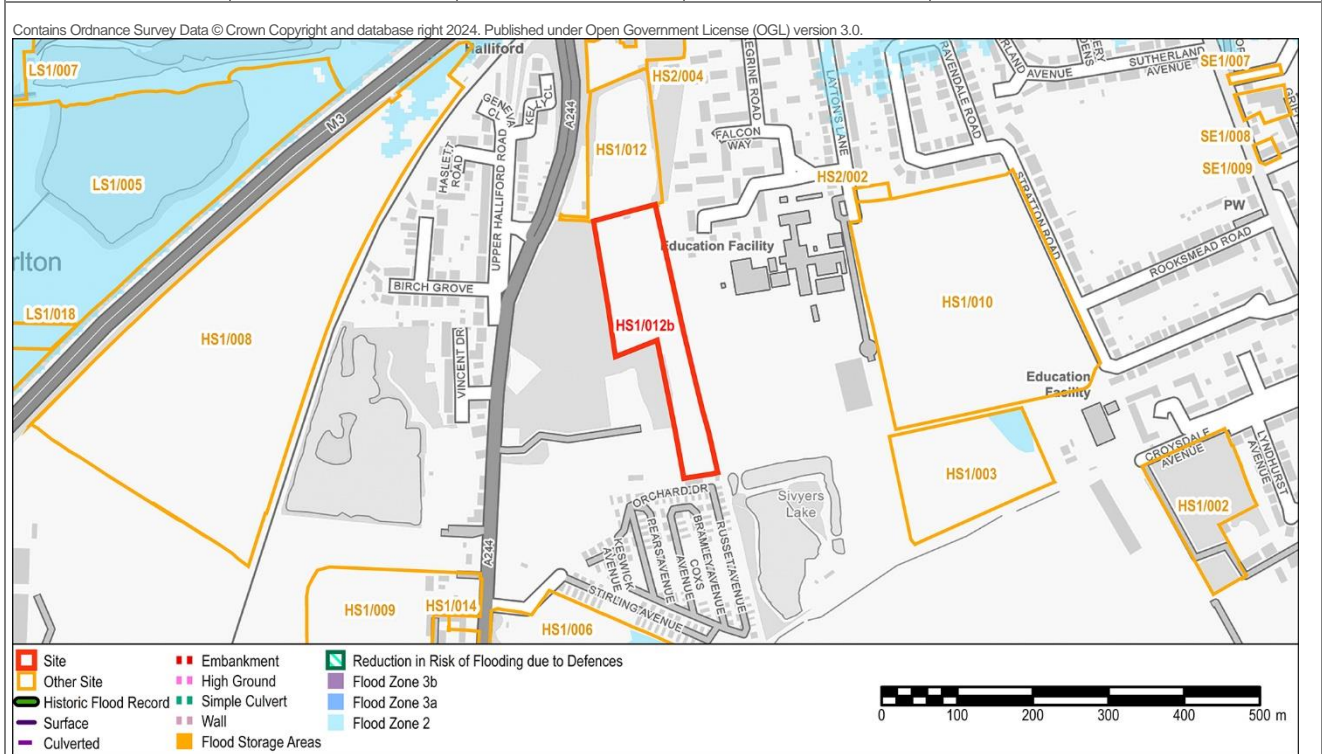 Contains Ordnance Survey Data © Crown Copyright and database right 2024. Published under Open Government License (OGL) version 3.0.
LS1/007
Halliford
HS2/004
SUTHERLAND
AVENUE
AVENUE
SE1/007
M3
GENEVA
CL
A244
PEREGRINE ROAD
LAYTON'S LANE
RAVENDALE ROAD
HS1/012
FALCON
WAY
SE1/008
SE1/009
LS1/005
HASLETT
ROAD
UPPER HALLIFORD ROAD
HS2/002
STRATTON ROAD
PW
Education Facility
ROOKSMEAD ROAD
BIRCH GROVE
LS1/018
HS1/008
HS1/012b
HS1/010
VINCENT DR
Education
Facility
CROYSDALE
AVENUE
LYNDHURST
AVENUE
HS1/003
HS1/002
ORCHARD DR
Sivyers
Lake
KESWICK
AVENUE
PEARS AVENUE
COXS
AVENUE
BRAMLEY AVENUE
RUSSET AVENUE
A244
STIRLING AVENUE
HS1/009
HS1/014
HS1/006
Site
Other Site
Historic Flood Record
Surface
Culverted
Embankment
High Ground
Simple Culvert
Wall
Flood Storage Areas
Reduction in Risk of Flooding due to Defences
Flood Zone 3b
Flood Zone 3a
Flood Zone 2
0 100 200 300 400 500 m